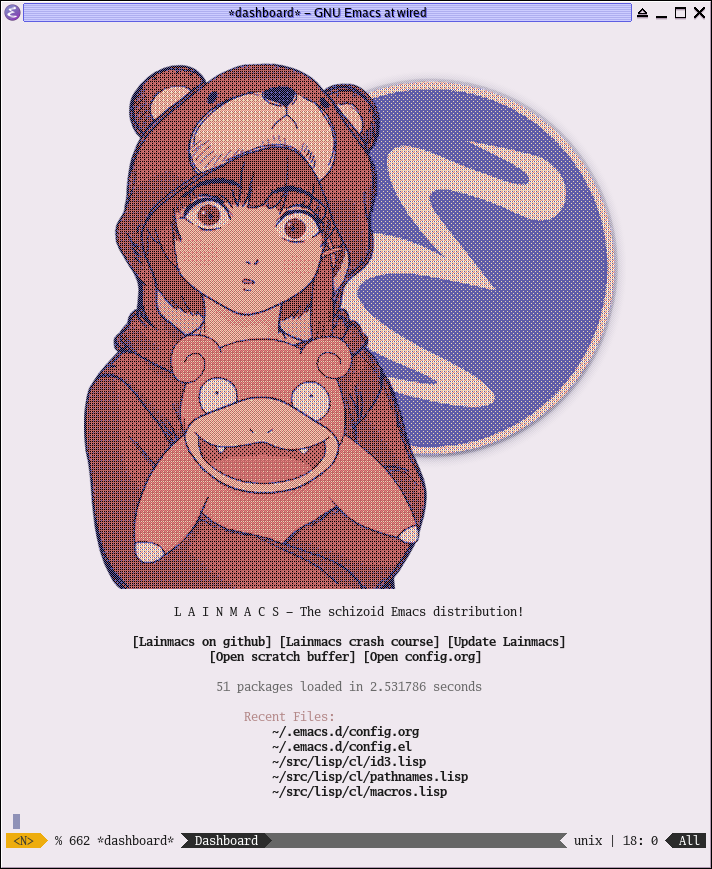 *dashboard* – GNU Emacs at wired
L A I N M A C S – The schizoid Emacs distribution!
[Lainmacs on github] [Lainmacs crash course] [Update Lainmacs]
[Open scratch buffer] [Open config.org]
51 packages loaded in 2.531786 seconds
Recent Files:
~/.emacs.d/config.org
~/.emacs.d/config.el
~/src/lisp/cl/id3.lisp
~/src/lisp/cl/pathnames.lisp
~/src/lisp/cl/macros.lisp
<N> % 662 *dashboard* Dashboard unix | 18: 0 All